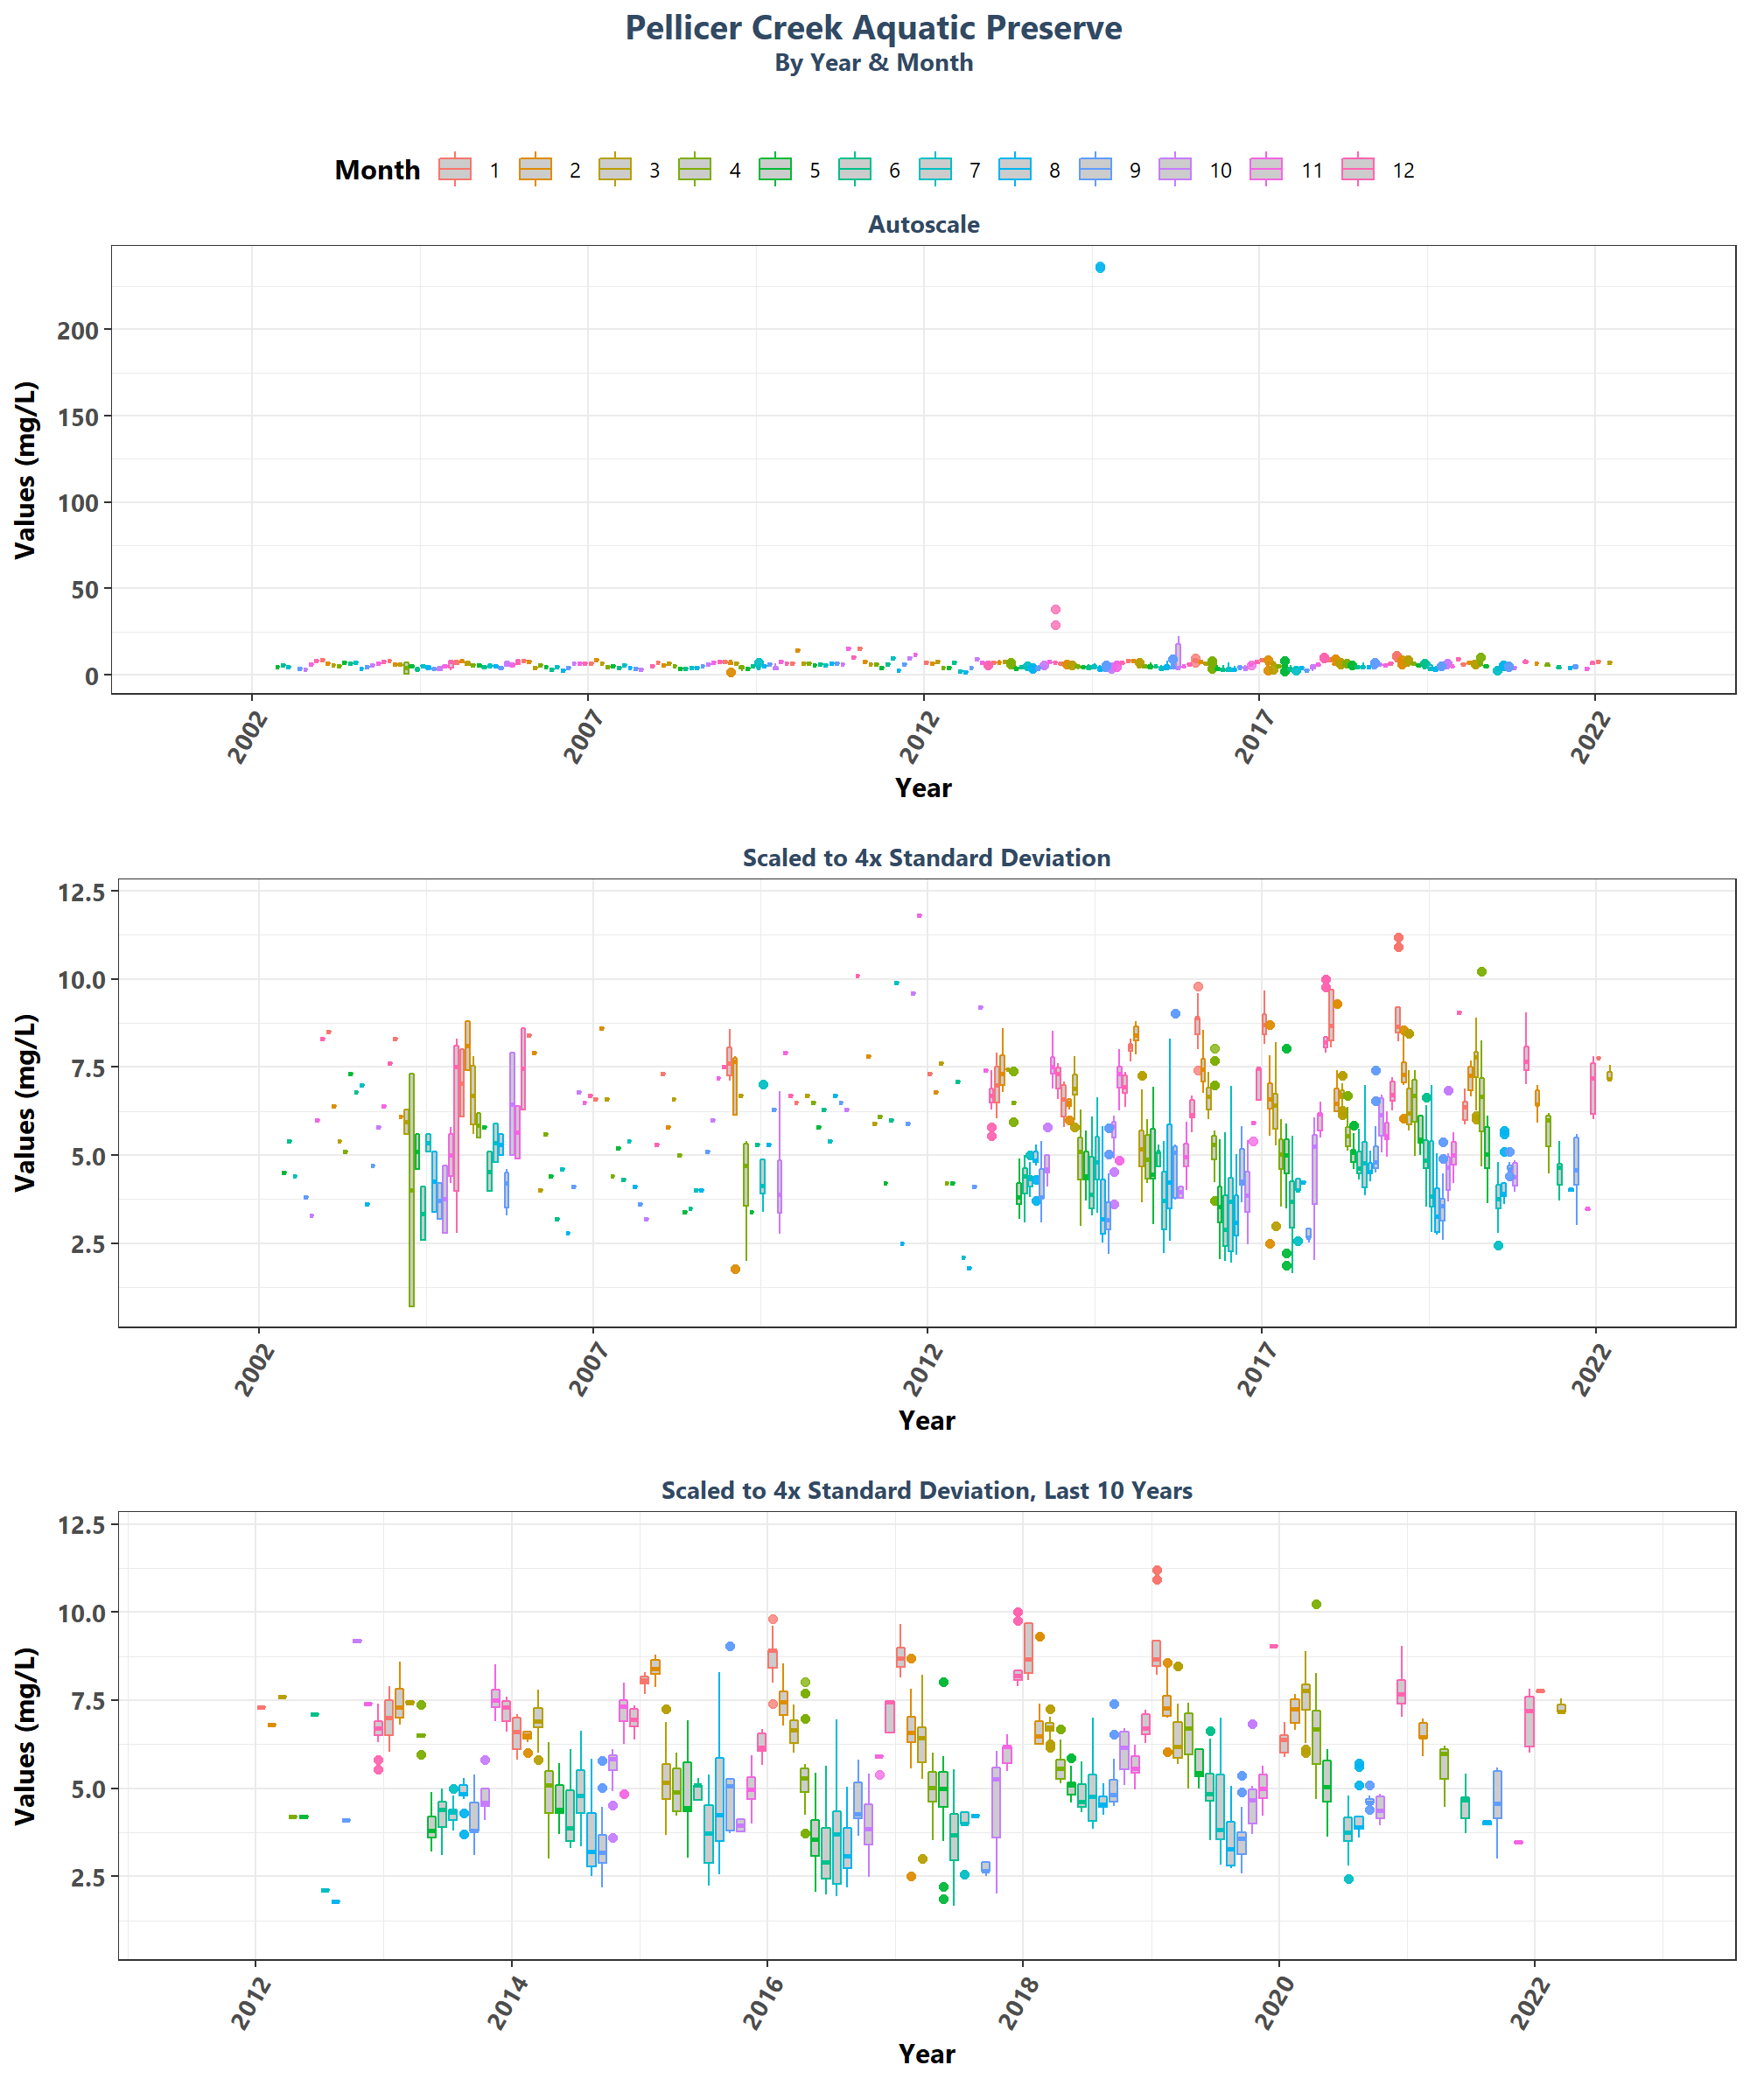 Pellicer Creek Aquatic Preserve
By Year & Month
Month 1 2 3 4 5 6 7 8 9 10 11 12
Autoscale
Values (mg/L)
200
150
100
50
0
2002 2007 2012 2017 2022
Year
Scaled to 4x Standard Deviation
Values (mg/L)
12.5
10.0
7.5
5.0
2.5
2002 2007 2012 2017 2022
Year
Scaled to 4x Standard Deviation, Last 10 Years
Values (mg/L)
12.5
10.0
7.5
5.0
2.5
2012 2014 2016 2018 2020 2022
Year